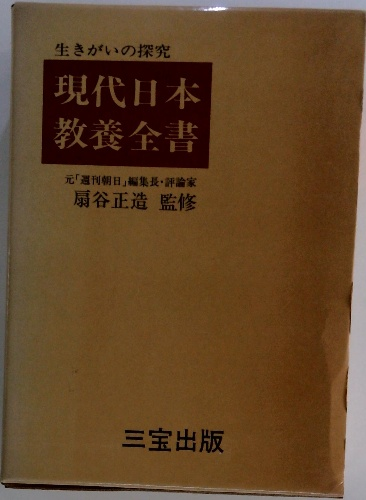 生きがいの探究
現代日本
教養全書
元「週刊朝日」編集長・評論家
扇谷正造 監修
三宝出版